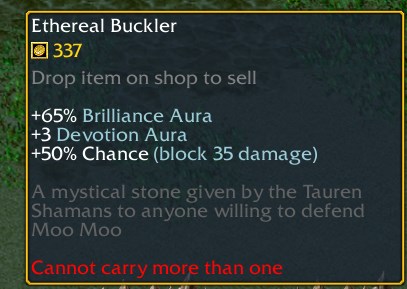 Ethereal Buckler
337
Drop item on shop to sell
+65% Brilliance Aura
+3 Devotion Aura
+50% Chance (block 35 damage)
A mystical stone given by the Tauren
Shamans to anyone willing to defend
Moo Moo
Cannot carry more than one